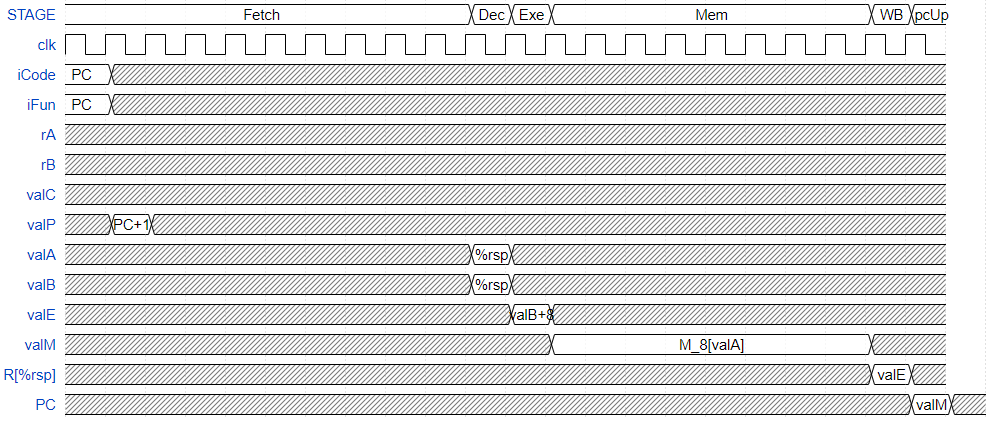 STAGE Fetch Dec Exe Mem WB pcUp
clk
iCode PC
iFun PC
rA
rB
valC
valP PC+1
valA %rsp
valB %rsp
valE valB+8
valM M_8[valA]
R[%rsp] valE
PC valM